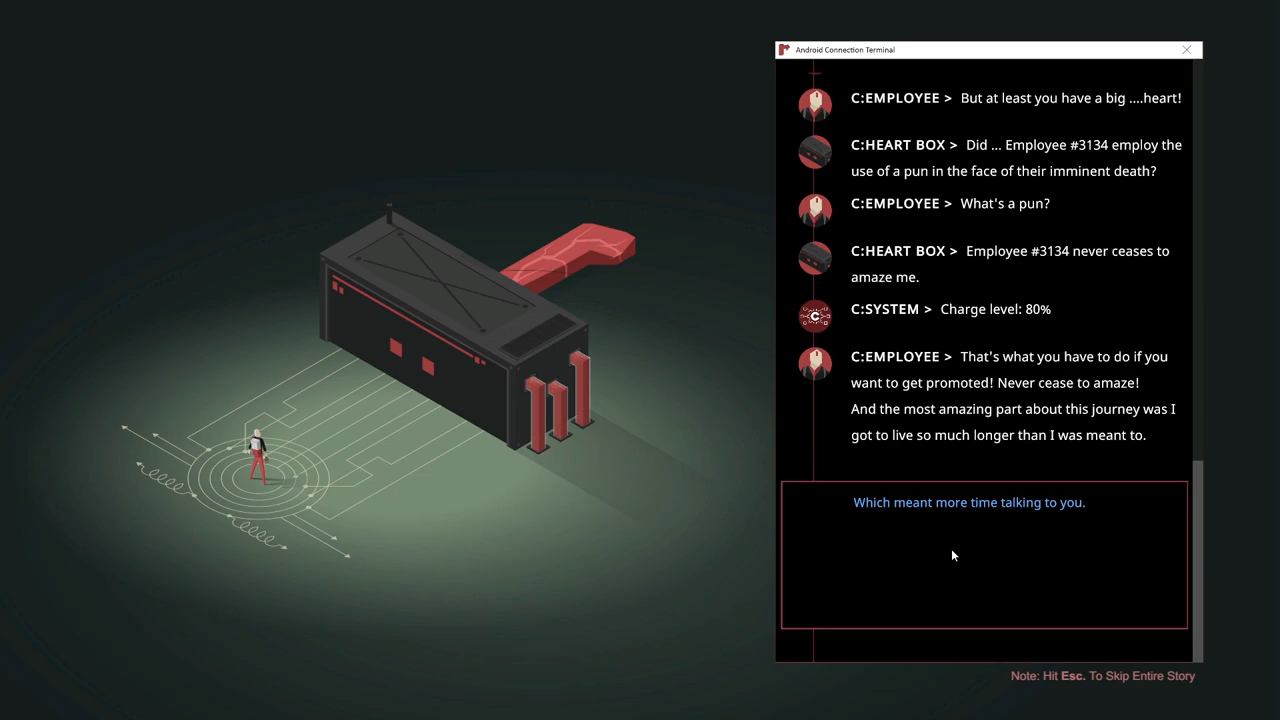 Android Connection Terminal
C:EMPLOYEE > But at least you have a big ....heart!
C:HEART BOX > Did ... Employee #3134 employ the
use of a pun in the face of their imminent death?
C:EMPLOYEE > What's a pun?
C:HEART BOX > Employee #3134 never ceases to
amaze me.
C:SYSTEM > Charge level: 80%
C:EMPLOYEE > That's what you have to do if you
want to get promoted! Never cease to amaze!
And the most amazing part about this journey was I
got to live so much longer than I was meant to.
Which meant more time talking to you.
Note: Hit Esc. To Skip Entire Story